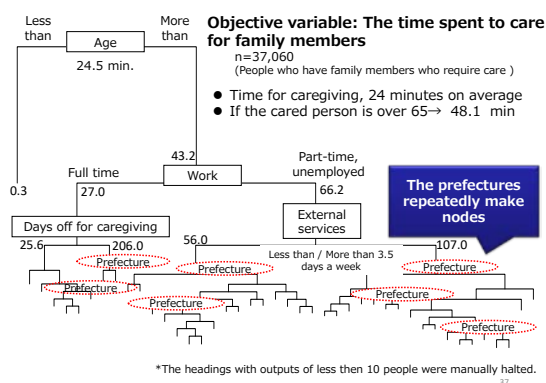 Less
than
More
than
Age
24.5 min.
Objective variable: The time spent to care
for family members
n=37,060
(People who have family members who require care )
● Time for caregiving, 24 minutes on average
● If the cared person is over 65→ 48.1 min
43.2
Full time
Work
Part-time,
unemployed
0.3
27.0
66.2
The prefectures
repeatedly make
nodes
Days off for caregiving
External
services
25.6
206.0
56.0
107.0
Less than / More than 3.5
days a week
Prefecture
Prefecture
Prefecture
Prefecture
Prefecture
Prefecture
Prefecture
*The headings with outputs of less then 10 people were manually halted.
37